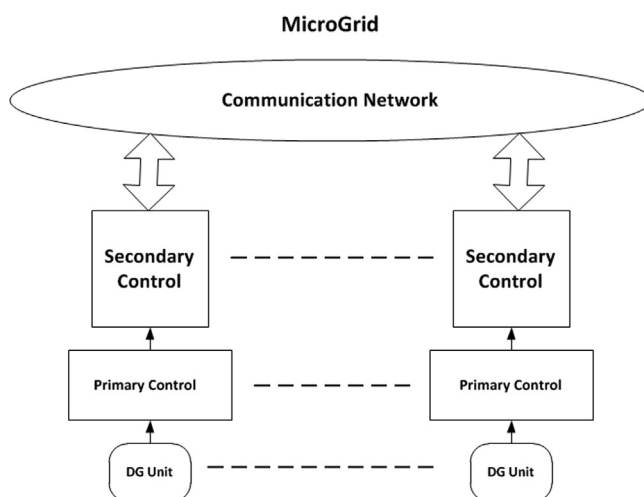 MicroGrid
Communication Network
Secondary
Control
Secondary
Control
Primary Control
Primary Control
DG Unit
DG Unit